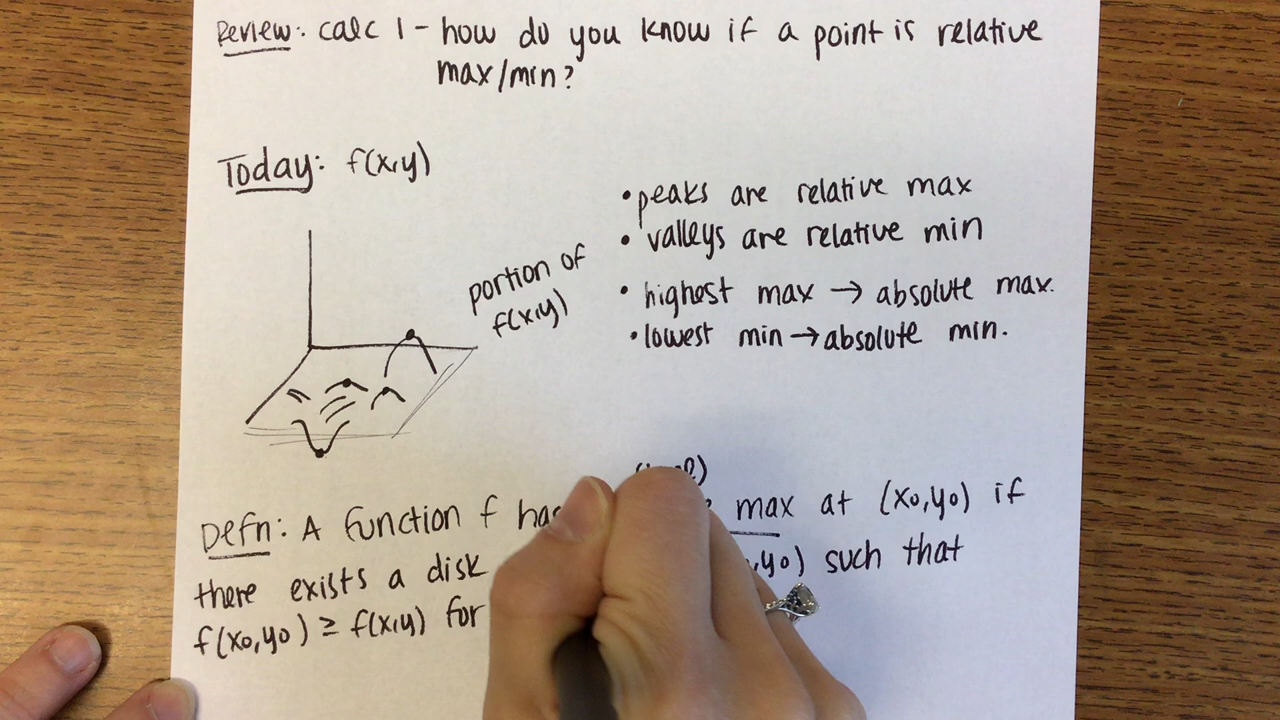 Review: calc 1 - how do you know if a point is relative
max/min?
Today: f(x,y)
• peaks are relative max
• valleys are relative min
• highest max → absolute max.
• lowest min → absolute min.
portion of
f(x,y)
Defn: A function f has max at (x₀,y₀) if
there exists a disk y₀) such that
f(x₀,y₀) ≥ f(x,y) for